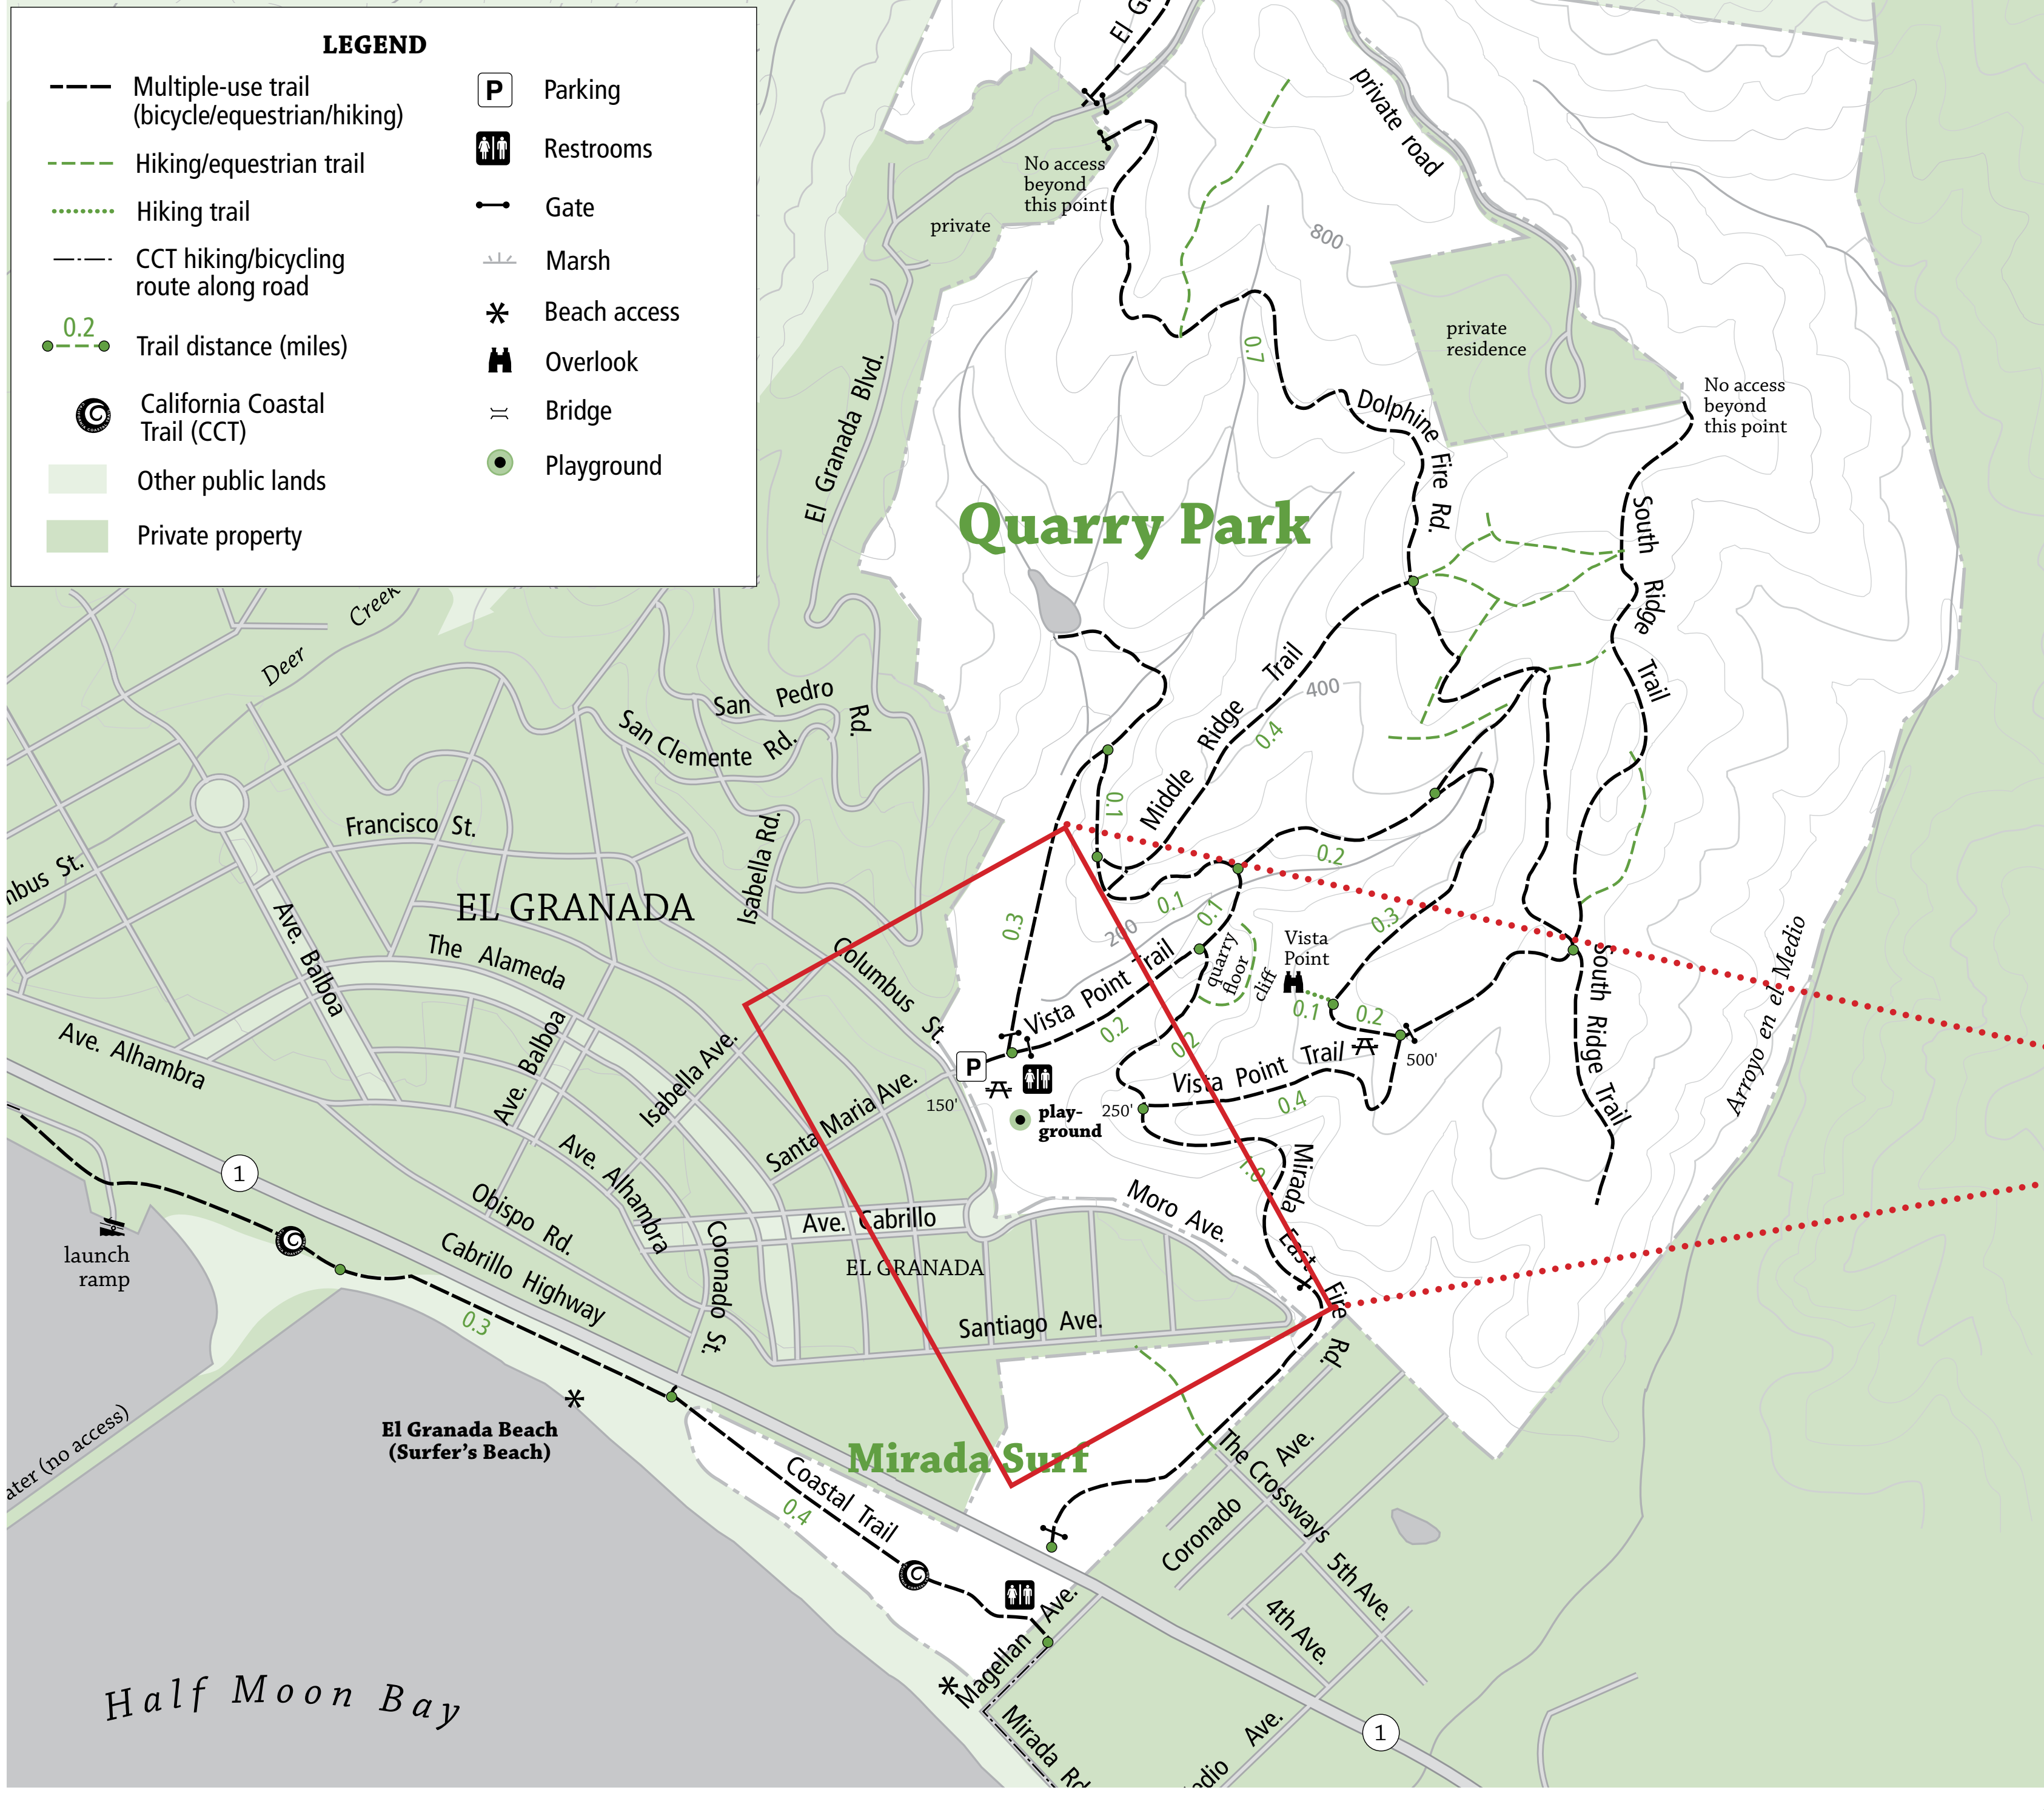 LEGEND
Multiple-use trail
(bicycle/equestrian/hiking)
Hiking/equestrian trail
Hiking trail
CCT hiking/bicycling
route along road
0.2
Trail distance (miles)
California Coastal
Trail (CCT)
Other public lands
Private property
P
Parking
Restrooms
Gate
Marsh
Beach access
Overlook
Bridge
Playground
private road
No access
beyond
this point
private
800
private
residence
No access
beyond
this point
0.7
El Granada Blvd.
Dolphine Fire Rd.
Quarry Park
South Ridge Trail
Deer Creek
San Pedro Rd.
San Clemente Rd.
Middle Ridge Trail
400
0.4
0.1
Francisco St.
Isabella Rd.
0.2
EL GRANADA
Ave. Balboa
The Alameda
Columbus St.
0.3
200
0.1
0.1
0.3
quarry
floor
cliff
Vista
Point
0.1
0.2
Vista Point Trail
0.2
0.2
Vista Point Trail
500'
South Ridge Trail
Arroyo en el Medio
Ave. Alhambra
Ave. Balboa
Isabella Ave.
Santa Maria Ave.
P
150'
250'
0.4
play-
ground
1
Ave. Alhambra
Obispo Rd.
Cabrillo Highway
Coronado St.
Ave. Cabrillo
EL GRANADA
Moro Ave.
1.0
Mirada East Fire Rd.
Santiago Ave.
launch
ramp
0.3
El Granada Beach
(Surfer's Beach)
(no access)
Mirada Surf
Coastal Trail
0.4
The Crossways
Coronado Ave.
5th Ave.
4th Ave.
Magellan Ave.
Mirada Rd
Half Moon Bay
Ave.
1